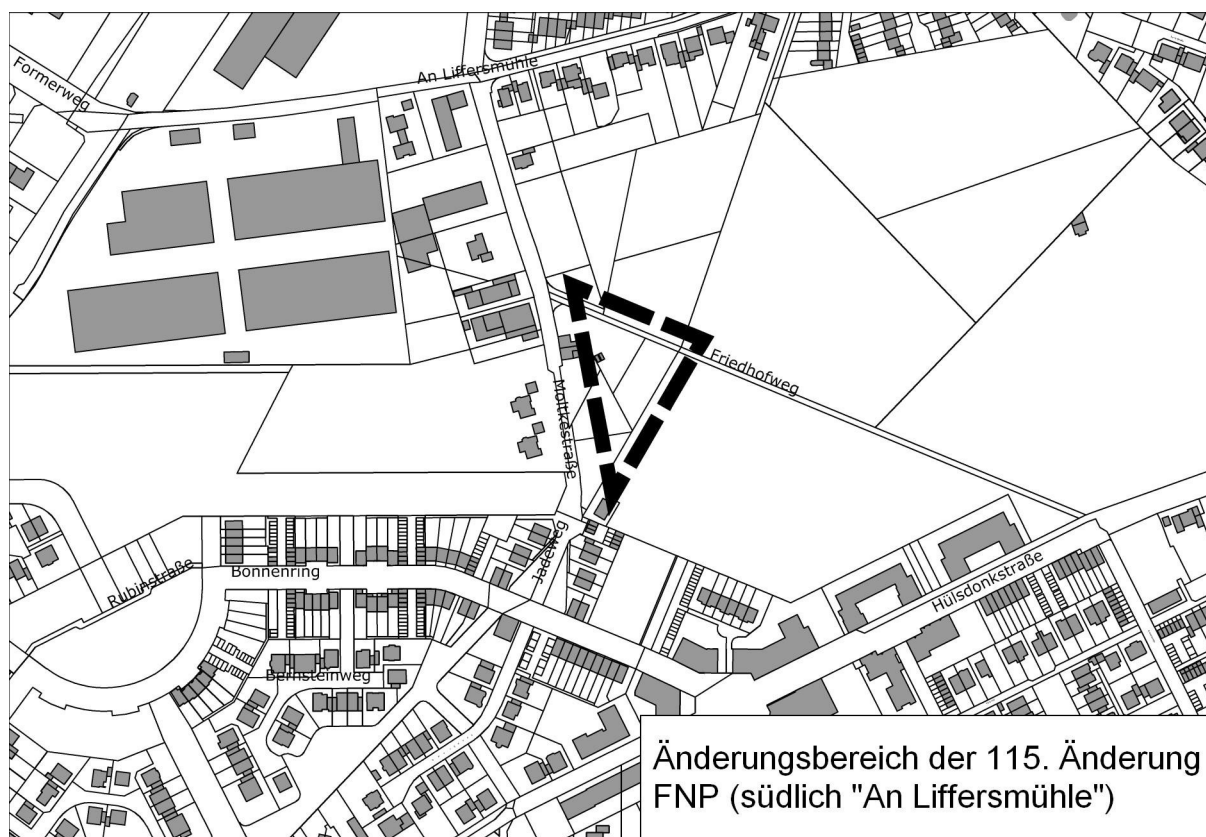 Formerweg
An Liffersmühle
Friedhofweg
Moltkestraße
Jadeweg
Rubinstraße
Bonnenring
Hülsdonkstraße
Bernsteinweg
Änderungsbereich der 115. Änderung
FNP (südlich "An Liffersmühle")